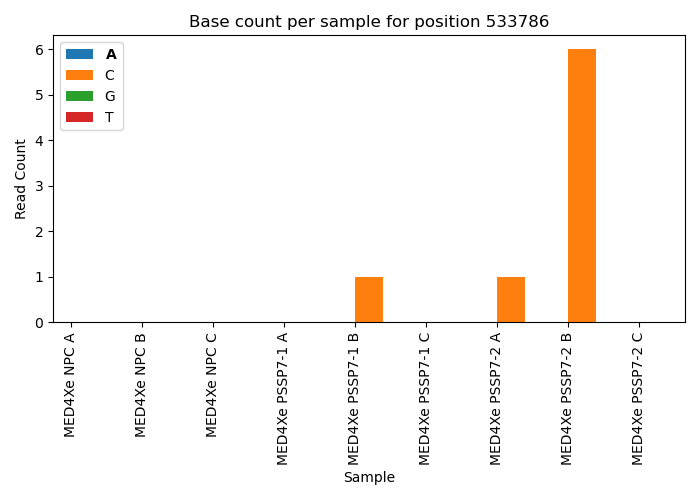 Base count per sample for position 533786
A
C
G
T
Read Count
6
5
4
3
2
1
0
MED4Xe NPC A
MED4Xe NPC B
MED4Xe NPC C
MED4Xe PSSP7-1 A
MED4Xe PSSP7-1 B
MED4Xe PSSP7-1 C
MED4Xe PSSP7-2 A
MED4Xe PSSP7-2 B
MED4Xe PSSP7-2 C
Sample